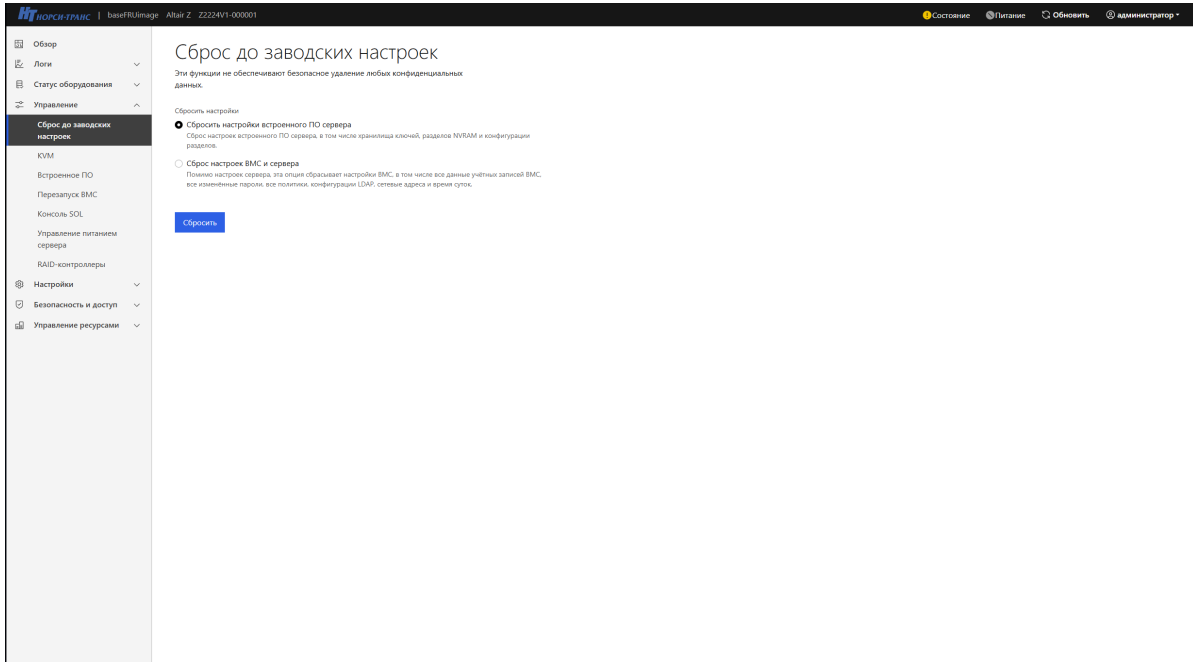 НТ НОРСИ-ТРАНС | baseFRUimage Altair Z Z2224V1-000001
Состояние Питание Обновить администратор
Обзор
Логи
Статус оборудования
Управление
Сброс до заводских
настроек
KVM
Встроенное ПО
Перезапуск BMC
Консоль SOL
Управление питанием
сервера
RAID-контроллеры
Настройки
Безопасность и доступ
Управление ресурсами
Сброс до заводских настроек
Эти функции не обеспечивают безопасное удаление любых конфиденциальных
данных.
Сбросить настройки
Сбросить настройки встроенного ПО сервера
Сброс настроек встроенного ПО сервера, в том числе хранилища ключей, разделов NVRAM и конфигурации
разделов.
Сброс настроек BMC и сервера
Помимо настроек сервера, эта опция сбрасывает настройки BMC, в том числе все данные учётных записей BMC,
все изменённые пароли, все политики, конфигурации LDAP, сетевые адреса и время суток.
Сбросить